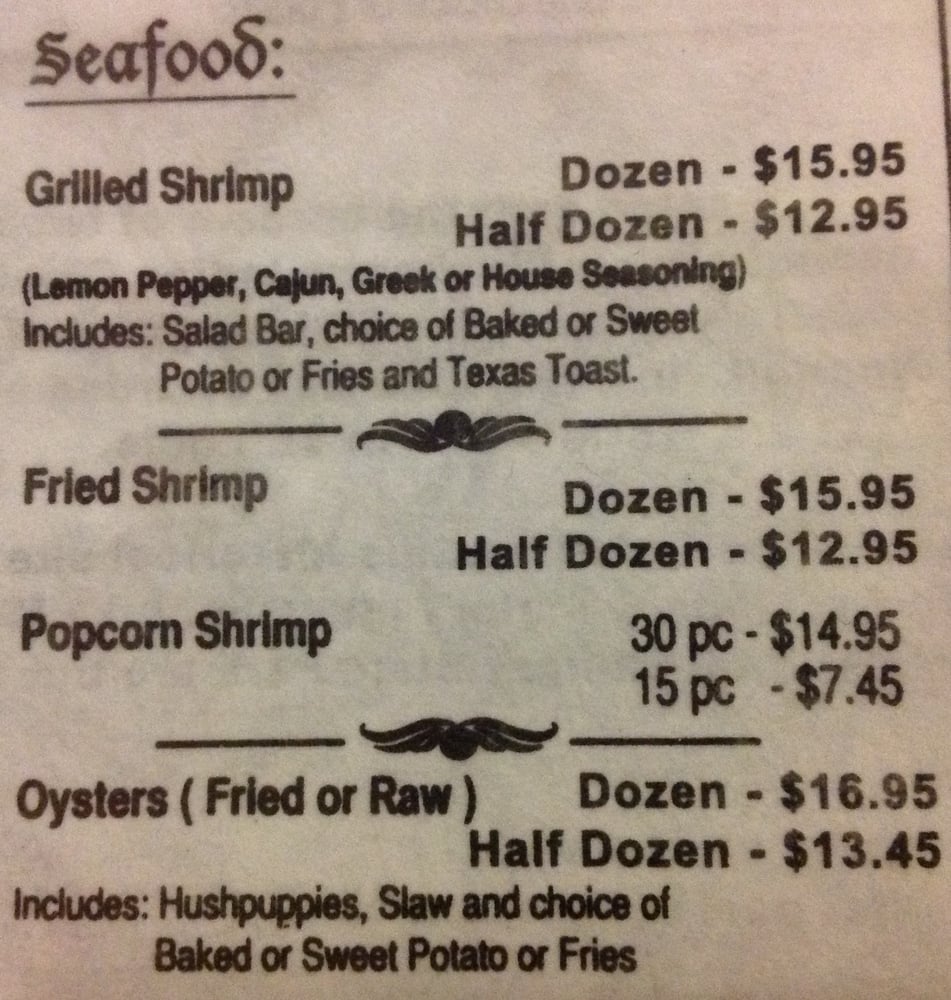 Seafood:
Grilled Shrimp Dozen - $15.95
Half Dozen - $12.95
(Lemon Pepper, Cajun, Greek or House Seasoning)
Includes: Salad Bar, choice of Baked or Sweet
Potato or Fries and Texas Toast.
Fried Shrimp Dozen - $15.95
Half Dozen - $12.95
Popcorn Shrimp 30 pc - $14.95
15 pc - $7.45
Oysters ( Fried or Raw ) Dozen - $16.95
Half Dozen - $13.45
Includes: Hushpuppies, Slaw and choice of
Baked or Sweet Potato or Fries